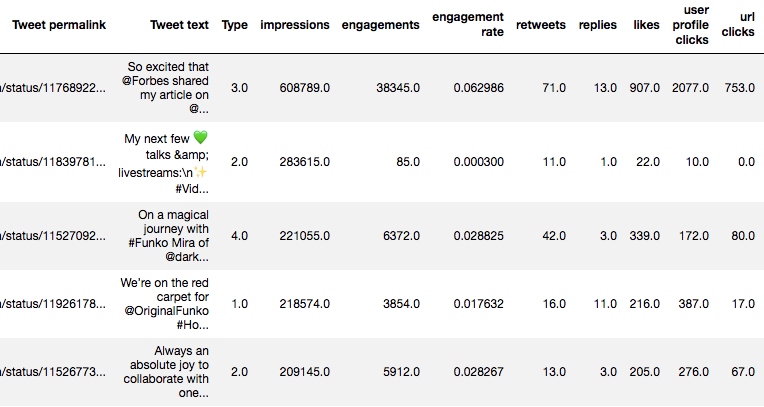 Tweet permalink Tweet text Type impressions engagements engagement rate retweets replies likes user profile clicks url clicks
n/status/11768922... So excited that @Forbes shared my article on @... 3.0 608789.0 38345.0 0.062986 71.0 13.0 907.0 2077.0 753.0
n/status/11839781... My next few 💚 talks &amp; livestreams:\n✨ #Vid... 2.0 283615.0 85.0 0.000300 11.0 1.0 22.0 10.0 0.0
n/status/11527092... On a magical journey with #Funko Mira of @dark... 4.0 221055.0 6372.0 0.028825 42.0 3.0 339.0 172.0 80.0
n/status/11926178... We're on the red carpet for @OriginalFunko #Ho... 1.0 218574.0 3854.0 0.017632 16.0 11.0 216.0 387.0 17.0
n/status/11526773... Always an absolute joy to collaborate with one... 2.0 209145.0 5912.0 0.028267 13.0 3.0 205.0 276.0 67.0